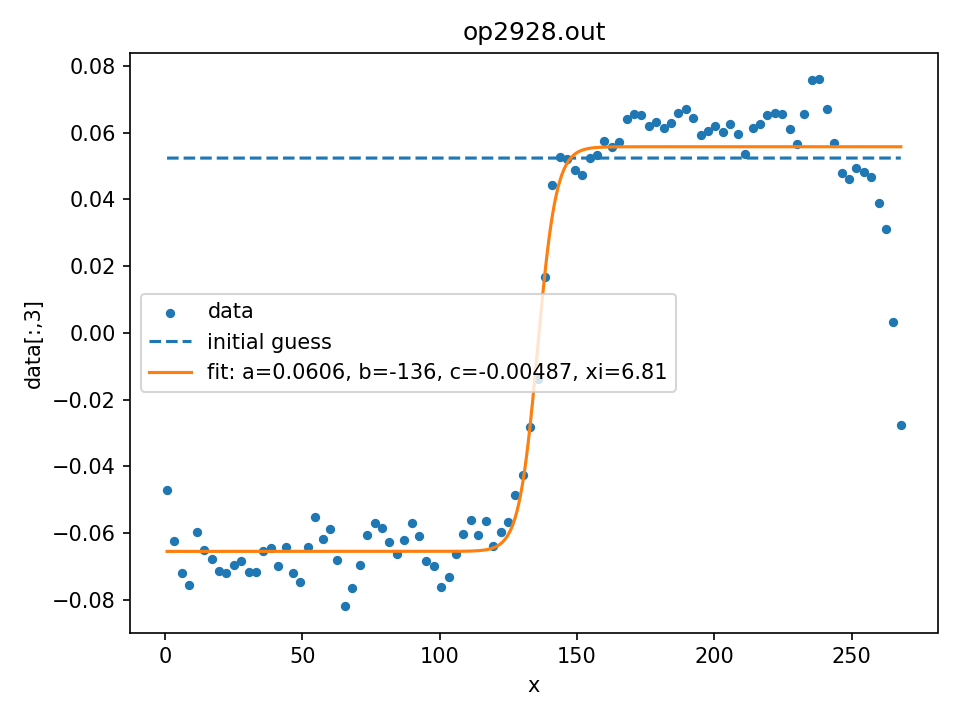 op2928.out
0.08
0.06
0.04
0.02
0.00
−0.02
−0.04
−0.06
−0.08
data[:,3]
data
initial guess
fit: a=0.0606, b=-136, c=-0.00487, xi=6.81
0
50
100
150
200
250
x